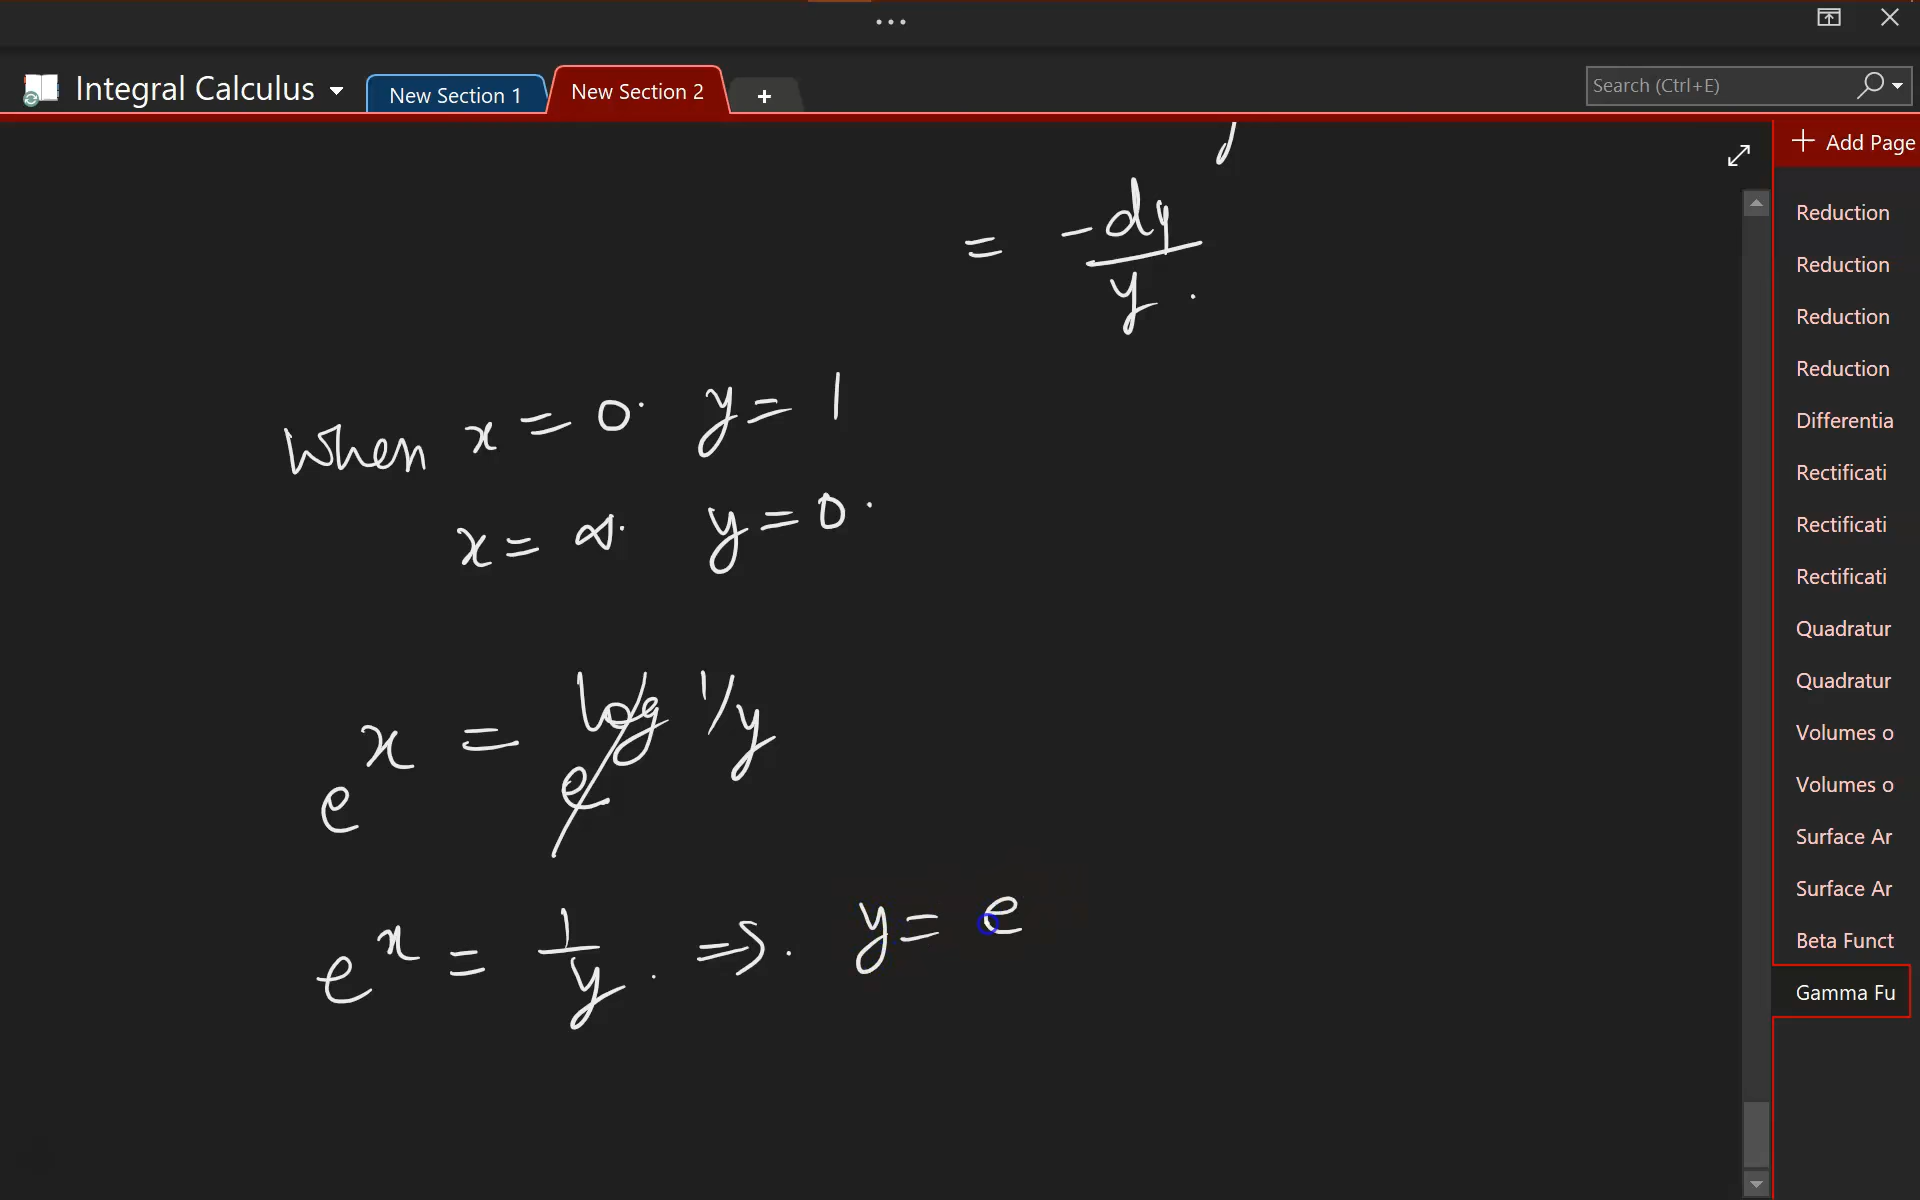 ...
Integral Calculus
New Section 1
New Section 2
+
Search (Ctrl+E)
+ Add Page
Reduction
Reduction
Reduction
Reduction
Differentia
Rectificati
Rectificati
Rectificati
Quadratur
Quadratur
Volumes o
Volumes o
Surface Ar
Surface Ar
Beta Funct
Gamma Fu
= -dy/y.
When x = 0. y = 1
x = ∞. y = 0.
e^x = e^log 1/y
e^x = 1/y. ⇒. y = e